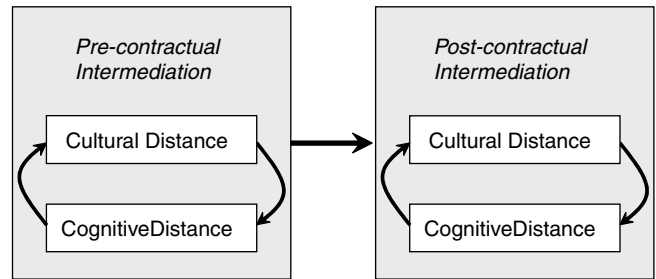 Pre-contractual
Intermediation
Cultural Distance
CognitiveDistance
Post-contractual
Intermediation
Cultural Distance
CognitiveDistance